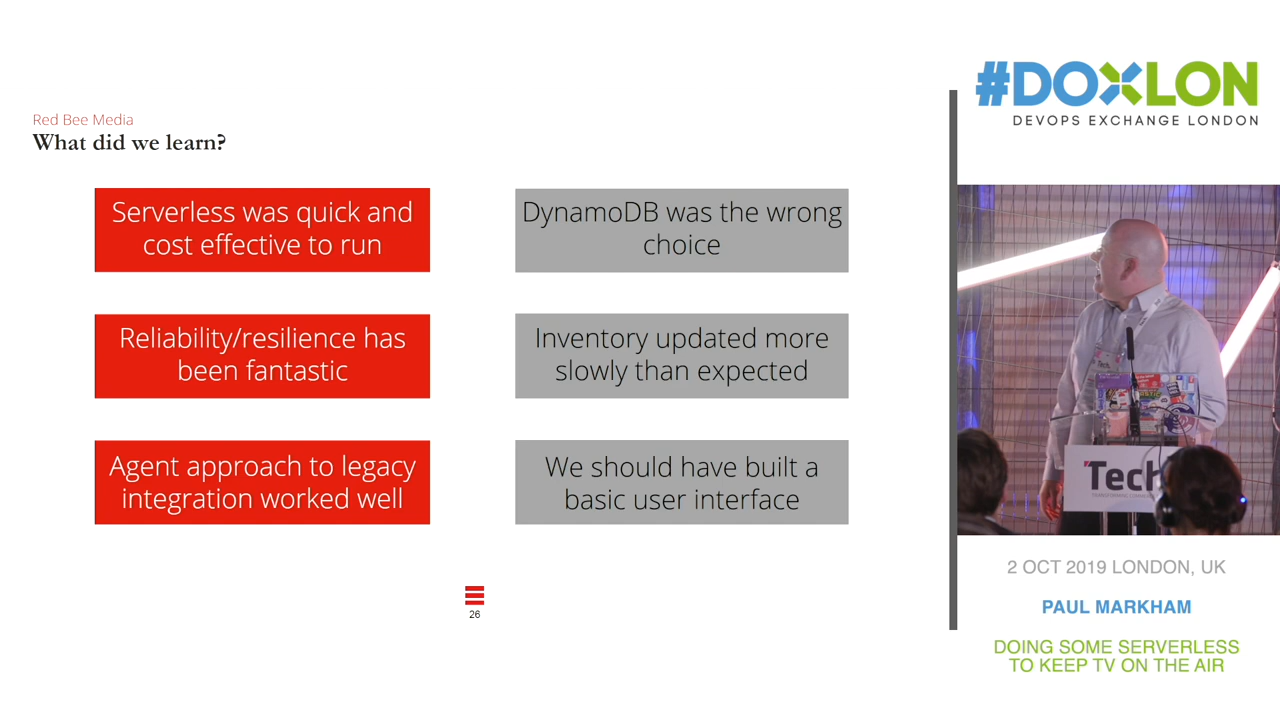 Red Bee Media
What did we learn?
Serverless was quick and
cost effective to run
DynamoDB was the wrong
choice
Reliability/resilience has
been fantastic
Inventory updated more
slowly than expected
Agent approach to legacy
integration worked well
We should have built a
basic user interface
26
#DOXLON
DEVOPS EXCHANGE LONDON
Tech
2 OCT 2019 LONDON, UK
PAUL MARKHAM
DOING SOME SERVERLESS
TO KEEP TV ON THE AIR